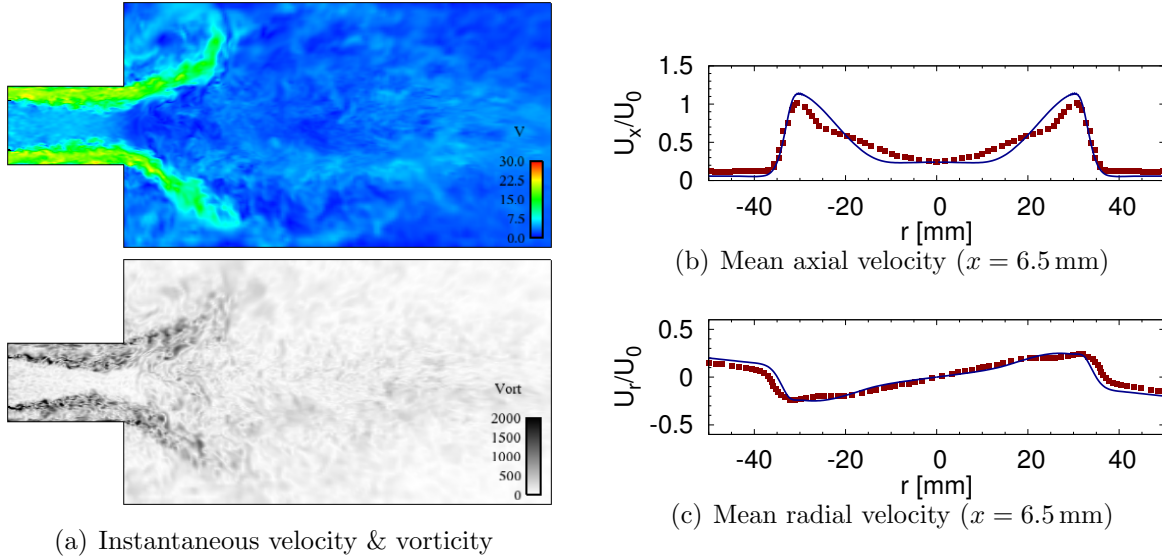 V
30.0
22.5
15.0
7.5
0.0
Vort
2000
1500
1000
500
0
(a) Instantaneous velocity & vorticity
U_x/U_0
1.5
1
0.5
0
-40 -20 0 20 40
r [mm]
(b) Mean axial velocity (x = 6.5 mm)
U_r/U_0
0.5
0
-0.5
-40 -20 0 20 40
r [mm]
(c) Mean radial velocity (x = 6.5 mm)